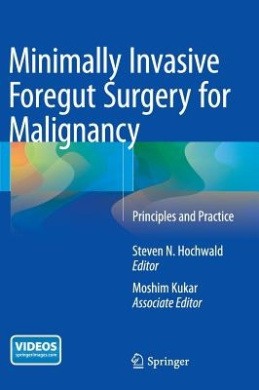 Minimally Invasive
Foregut Surgery for
Malignancy
Principles and Practice
Steven N. Hochwald
Editor
Moshim Kukar
Associate Editor
VIDEOS
springerimages.com
Springer